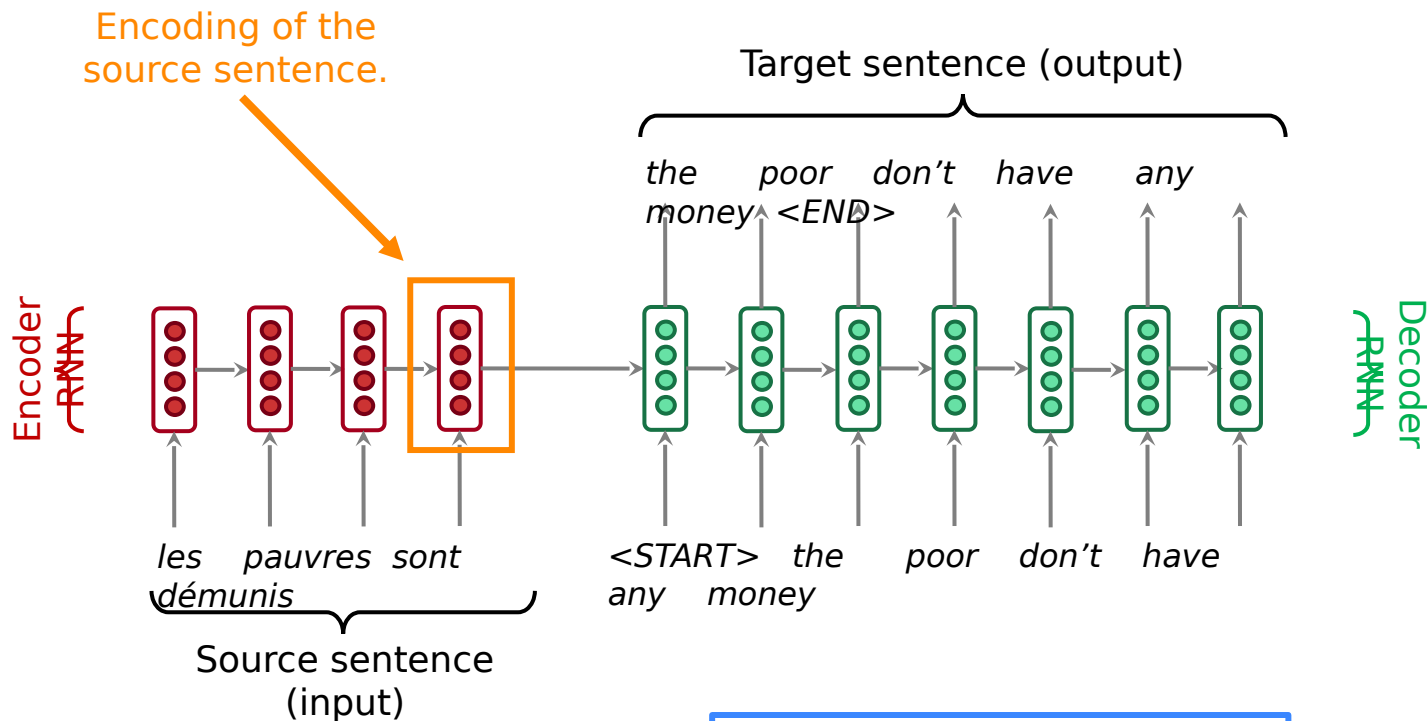 Encoding of the
source sentence.
Target sentence (output)
the poor don’t have any
money <END>
Encoder
RNN
Decoder
RNN
les pauvres sont
démunis
<START> the poor don’t have
any money
Source sentence
(input)